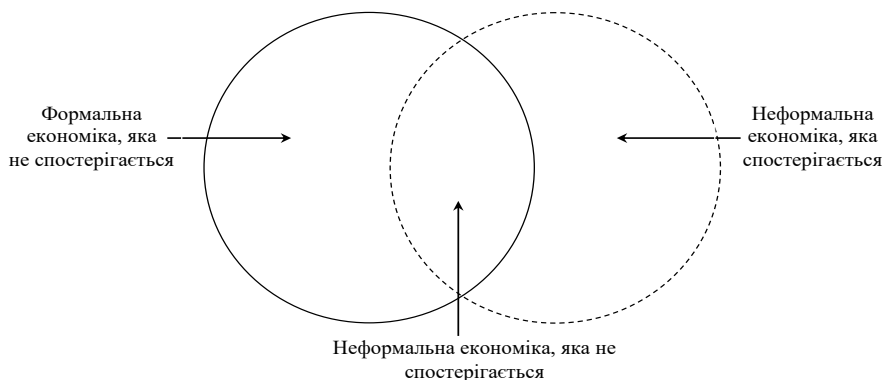 Формальна
економіка, яка
не спостерігається
Неформальна
економіка, яка
спостерігається
Неформальна економіка, яка не
спостерігається